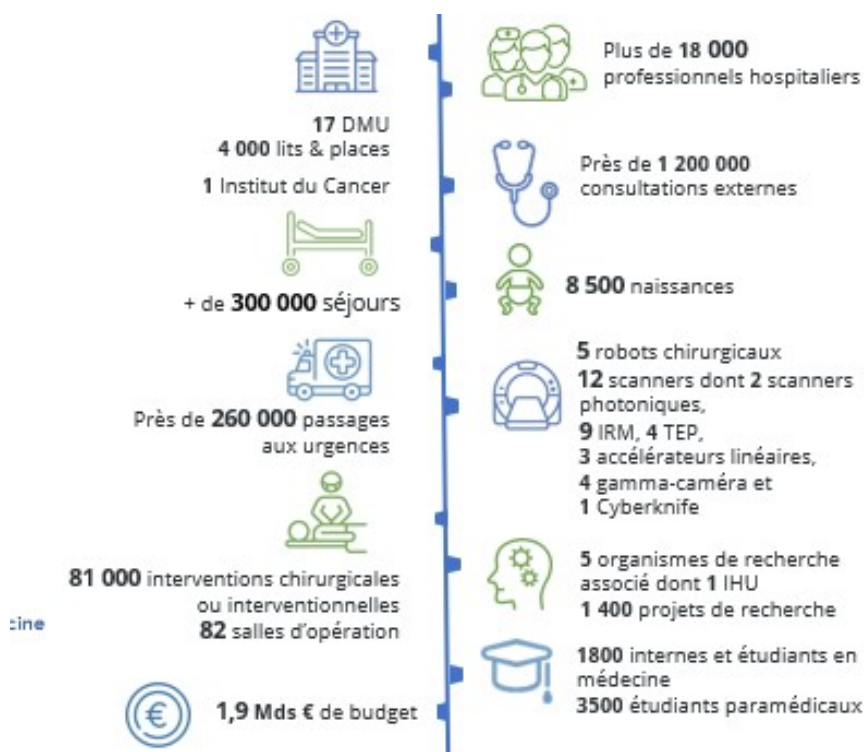 17 DMU
4 000 lits & places
1 Institut du Cancer
+ de 300 000 séjours
Près de 260 000 passages
aux urgences
81 000 interventions chirurgicales
ou interventionnelles
82 salles d'opération
cine
1,9 Mds € de budget
Plus de 18 000
professionnels hospitaliers
Près de 1 200 000
consultations externes
8 500 naissances
5 robots chirurgicaux
12 scanners dont 2 scanners
photoniques,
9 IRM, 4 TEP,
3 accélérateurs linéaires,
4 gamma-caméra et
1 Cyberknife
5 organismes de recherche
associé dont 1 IHU
1 400 projets de recherche
1800 internes et étudiants en
médecine
3500 étudiants paramédicaux